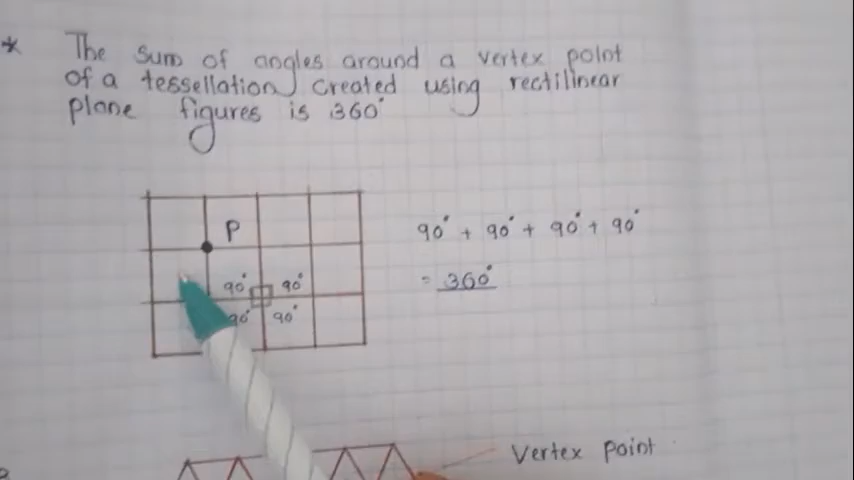 * The sum of angles around a vertex point
of a tessellation created using rectilinear
plane figures is 360°
P
90° + 90° + 90° + 90°
= 360°
90° 90°
90° 90°
Vertex point